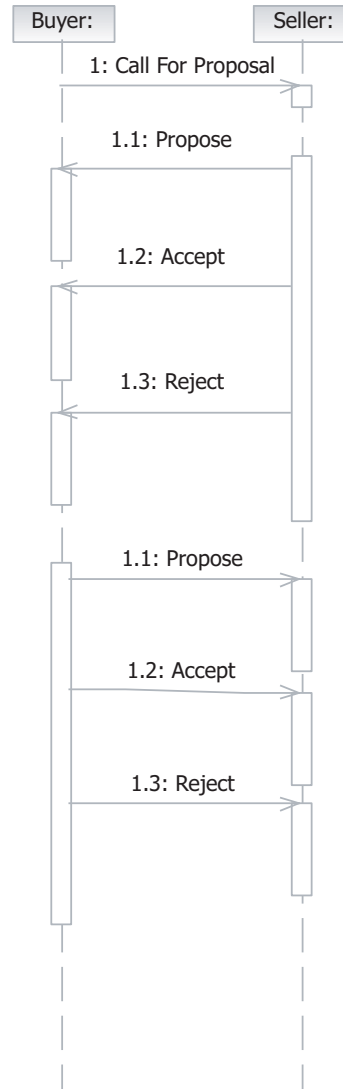 Buyer:
Seller:
1: Call For Proposal
1.1: Propose
1.2: Accept
1.3: Reject
1.1: Propose
1.2: Accept
1.3: Reject